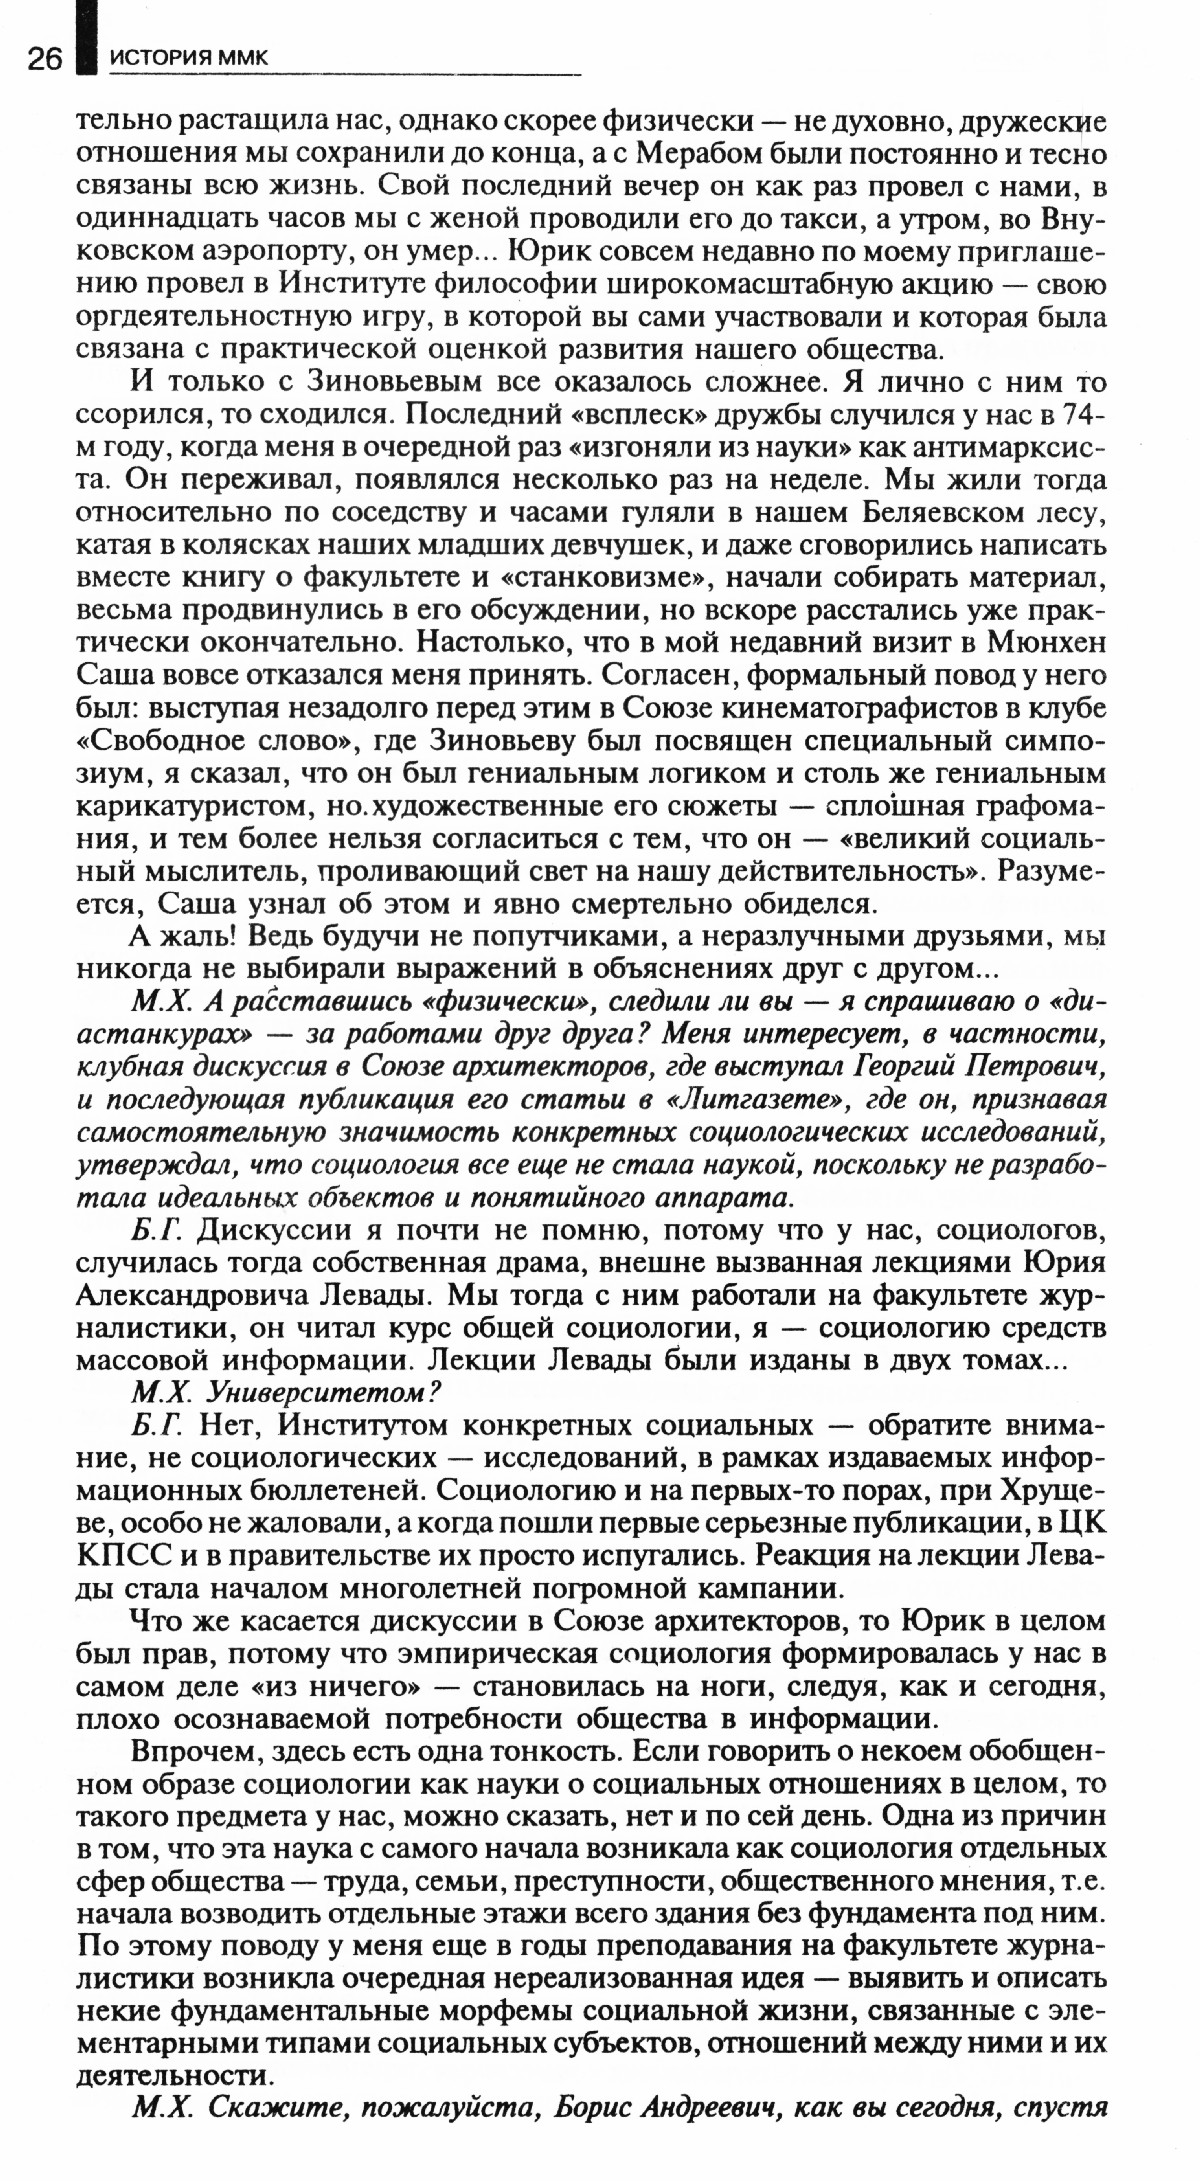 26 ИСТОРИЯ ММК
тельно растащила нас, однако скорее физически — не духовно, дружеские
отношения мы сохранили до конца, а с Мерабом были постоянно и тесно
связаны всю жизнь. Свой последний вечер он как раз провел с нами, в
одиннадцать часов мы с женой проводили его до такси, а утром, во Вну-
ковском аэропорту, он умер... Юрик совсем недавно по моему приглаше-
нию провел в Институте философии широкомасштабную акцию — свою
оргдеятельностную игру, в которой вы сами участвовали и которая была
связана с практической оценкой развития нашего общества.
И только с Зиновьевым все оказалось сложнее. Я лично с ним то
ссорился, то сходился. Последний «всплеск» дружбы случился у нас в 74-
м году, когда меня в очередной раз «изгоняли из науки» как антимарксис-
та. Он переживал, появлялся несколько раз на неделе. Мы жили тогда
относительно по соседству и часами гуляли в нашем Беляевском лесу,
катая в колясках наших младших девчушек, и даже сговорились написать
вместе книгу о факультете и «станковизме», начали собирать материал,
весьма продвинулись в его обсуждении, но вскоре расстались уже прак-
тически окончательно. Настолько, что в мой недавний визит в Мюнхен
Саша вовсе отказался меня принять. Согласен, формальный повод у него
был: выступая незадолго перед этим в Союзе кинематографистов в клубе
«Свободное слово», где Зиновьеву был посвящен специальный симпо-
зиум, я сказал, что он был гениальным логиком и столь же гениальным
карикатуристом, но.художественные его сюжеты — сплошная графома-
ния, и тем более нельзя согласиться с тем, что он — «великий социаль-
ный мыслитель, проливающий свет на нашу действительность». Разуме-
ется, Саша узнал об этом и явно смертельно обиделся.
А жаль! Ведь будучи не попутчиками, а неразлучными друзьями, мы
никогда не выбирали выражений в объяснениях друг с другом...
М.Х. А расставшись «физически», следили ли вы — я спрашиваю о «ди-
астанкурах» — за работами друг друга? Меня интересует, в частности,
клубная дискуссия в Союзе архитекторов, где выступал Георгий Петрович,
и последующая публикация его статьи в «Литгазете», где он, признавая
самостоятельную значимость конкретных социологических исследований,
утверждал, что социология все еще не стала наукой, поскольку не разрабо-
тала идеальных объектов и понятийного аппарата.
Б.Г. Дискуссии я почти не помню, потому что у нас, социологов,
случилась тогда собственная драма, внешне вызванная лекциями Юрия
Александровича Левады. Мы тогда с ним работали на факультете жур-
налистики, он читал курс общей социологии, я — социологию средств
массовой информации. Лекции Левады были изданы в двух томах...
М.Х. Университетом?
Б.Г. Нет, Институтом конкретных социальных — обратите внима-
ние, не социологических — исследований, в рамках издаваемых инфор-
мационных бюллетеней. Социологию и на первых-то порах, при Хруще-
ве, особо не жаловали, а когда пошли первые серьезные публикации, в ЦК
КПСС и в правительстве их просто испугались. Реакция на лекции Лева-
ды стала началом многолетней погромной кампании.
Что же касается дискуссии в Союзе архитекторов, то Юрик в целом
был прав, потому что эмпирическая социология формировалась у нас в
самом деле «из ничего» — становилась на ноги, следуя, как и сегодня,
плохо осознаваемой потребности общества в информации.
Впрочем, здесь есть одна тонкость. Если говорить о некоем обобщен-
ном образе социологии как науки о социальных отношениях в целом, то
такого предмета у нас, можно сказать, нет и по сей день. Одна из причин
в том, что эта наука с самого начала возникала как социология отдельных
сфер общества — труда, семьи, преступности, общественного мнения, т.е.
начала возводить отдельные этажи всего здания без фундамента под ним.
По этому поводу у меня еще в годы преподавания на факультете журна-
листики возникла очередная нереализованная идея — выявить и описать
некие фундаментальные морфемы социальной жизни, связанные с эле-
ментарными типами социальных субъектов, отношений между ними и их
деятельности.
М.Х. Скажите, пожалуйста, Борис Андреевич, как вы сегодня, спустя